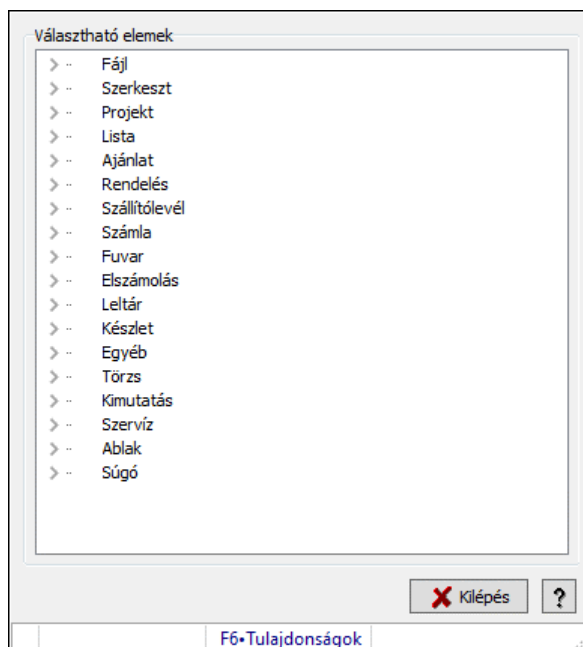 Választható elemek
Fájl
Szerkeszt
Projekt
Lista
Ajánlat
Rendelés
Szállítólevél
Számla
Fuvar
Elszámolás
Leltár
Készlet
Egyéb
Törzs
Kimutatás
Szervíz
Ablak
Súgó
Kilépés ?
F6•Tulajdonságok